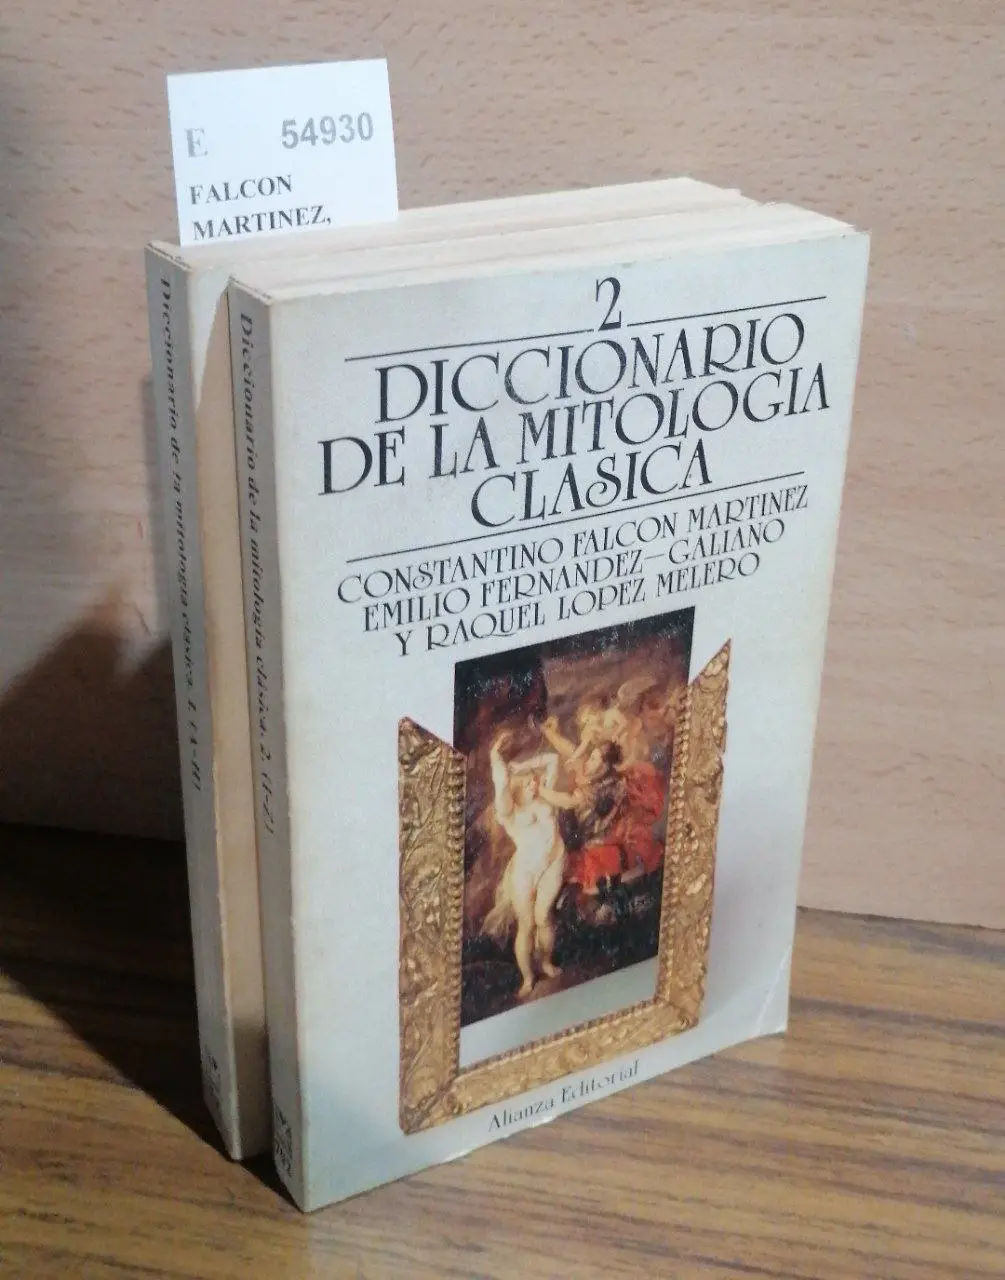 E 54930
FALCON
MARTINEZ,
Diccionario de la mitología clásica. 1. (A-H)
Diccionario de la mitología clásica. 2. (I-Z)
2
DICCIONARIO
DE LA MITOLOGIA
CLASICA
CONSTANTINO FALCON MARTINEZ
EMILIO FERNANDEZ-GALIANO
Y RAQUEL LOPEZ MELERO
Alianza Editorial